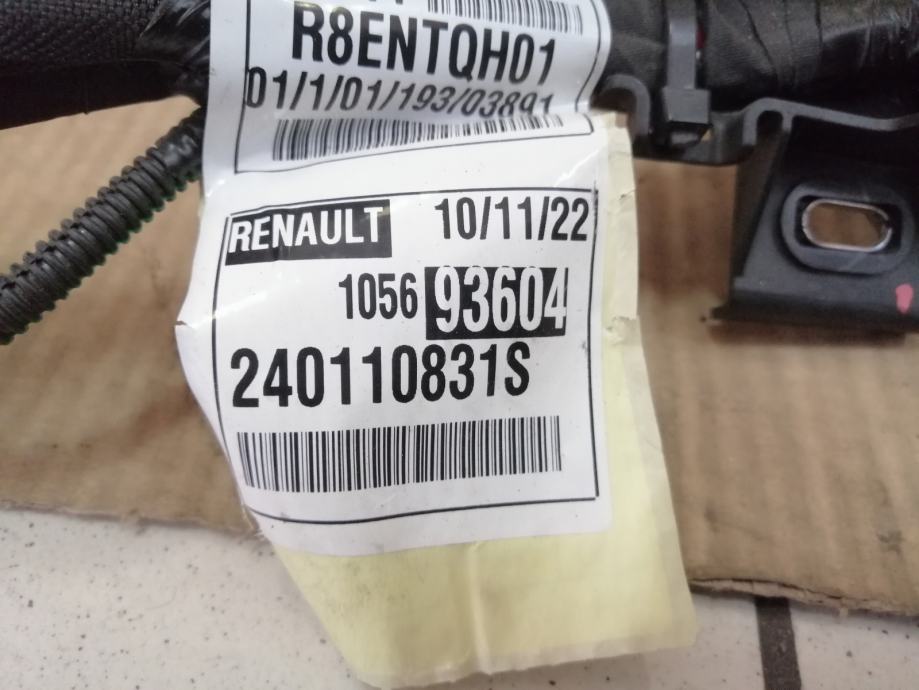 R8ENTQH01
01/1/01/193/03891
RENAULT 10/11/22
1056 93604
240110831S